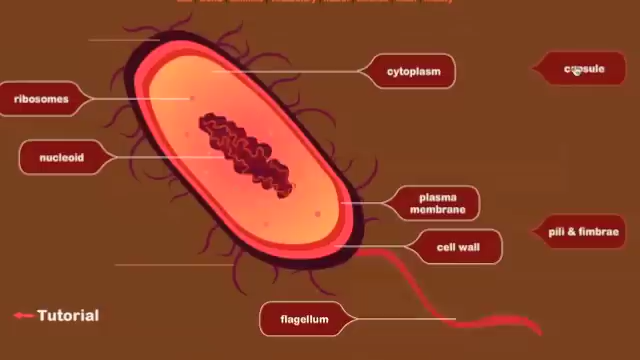 cytoplasm
capsule
ribosomes
nucleoid
plasma
membrane
pili & fimbrae
cell wall
flagellum
Tutorial